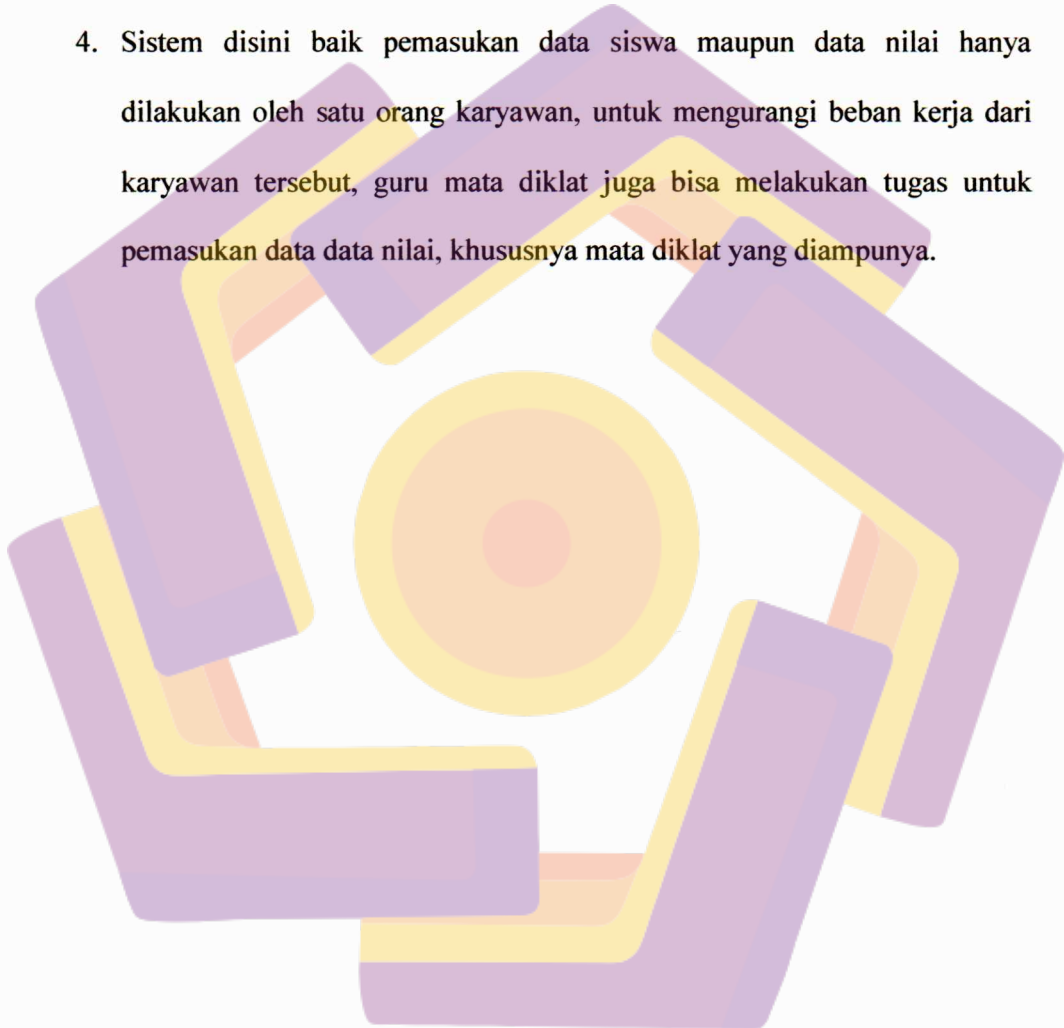 4. Sistem disini baik pemasukan data siswa maupun data nilai hanya
dilakukan oleh satu orang karyawan, untuk mengurangi beban kerja dari
karyawan tersebut, guru mata diklat juga bisa melakukan tugas untuk
pemasukan data data nilai, khususnya mata diklat yang diampunya.